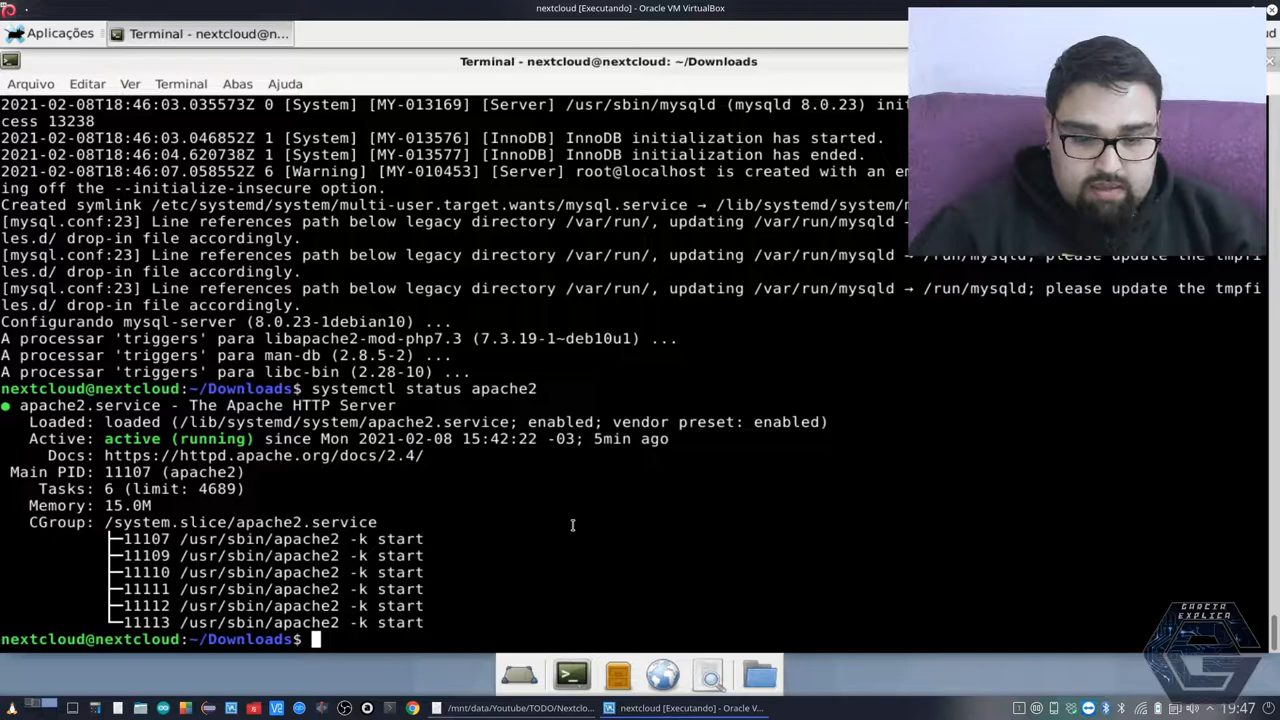 nextcloud [Executando] - Oracle VM VirtualBox
Aplicações
Terminal - nextcloud@n...
Terminal - nextcloud@nextcloud: ~/Downloads
Arquivo Editar Ver Terminal Abas Ajuda
2021-02-08T18:46:03.035573Z 0 [System] [MY-013169] [Server] /usr/sbin/mysqld (mysqld 8.0.23) ini
cess 13238
2021-02-08T18:46:03.046852Z 1 [System] [MY-013576] [InnoDB] InnoDB initialization has started.
2021-02-08T18:46:04.620738Z 1 [System] [MY-013577] [InnoDB] InnoDB initialization has ended.
2021-02-08T18:46:07.058552Z 6 [Warning] [MY-010453] [Server] root@localhost is created with an em
ing off the --initialize-insecure option.
Created symlink /etc/systemd/system/multi-user.target.wants/mysql.service → /lib/systemd/system/
[mysql.conf:23] Line references path below legacy directory /var/run/, updating /var/run/mysqld
les.d/ drop-in file accordingly.
[mysql.conf:23] Line references path below legacy directory /var/run/, updating /var/run/mysqld → /run/mysqld; please update the tmpfi
les.d/ drop-in file accordingly.
[mysql.conf:23] Line references path below legacy directory /var/run/, updating /var/run/mysqld → /run/mysqld; please update the tmpfi
les.d/ drop-in file accordingly.
Configurando mysql-server (8.0.23-1debian10) ...
A processar 'triggers' para libapache2-mod-php7.3 (7.3.19-1~deb10u1) ...
A processar 'triggers' para man-db (2.8.5-2) ...
A processar 'triggers' para libc-bin (2.28-10) ...
nextcloud@nextcloud:~/Downloads$ systemctl status apache2
● apache2.service - The Apache HTTP Server
Loaded: loaded (/lib/systemd/system/apache2.service; enabled; vendor preset: enabled)
Active: active (running) since Mon 2021-02-08 15:42:22 -03; 5min ago
Docs: https://httpd.apache.org/docs/2.4/
Main PID: 11107 (apache2)
Tasks: 6 (limit: 4689)
Memory: 15.0M
CGroup: /system.slice/apache2.service
├─11107 /usr/sbin/apache2 -k start
├─11109 /usr/sbin/apache2 -k start
├─11110 /usr/sbin/apache2 -k start
├─11111 /usr/sbin/apache2 -k start
├─11112 /usr/sbin/apache2 -k start
└─11113 /usr/sbin/apache2 -k start
nextcloud@nextcloud:~/Downloads$
GARCIA
EXPLICA
/mnt/data/Youtube/TODO/Nextclo...
nextcloud [Executando] - Oracle V...
19:47